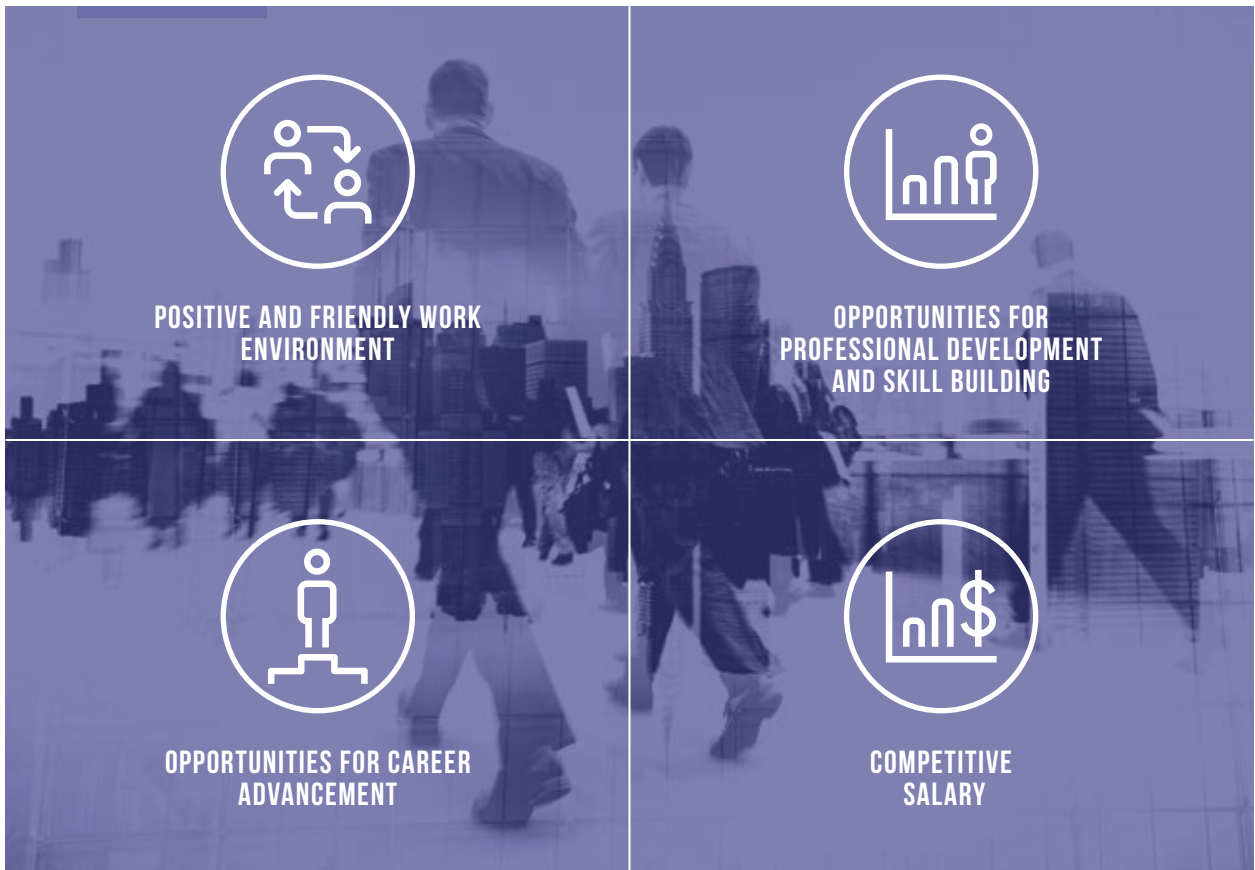 POSITIVE AND FRIENDLY WORK
ENVIRONMENT
OPPORTUNITIES FOR
PROFESSIONAL DEVELOPMENT
AND SKILL BUILDING
OPPORTUNITIES FOR CAREER
ADVANCEMENT
COMPETITIVE
SALARY